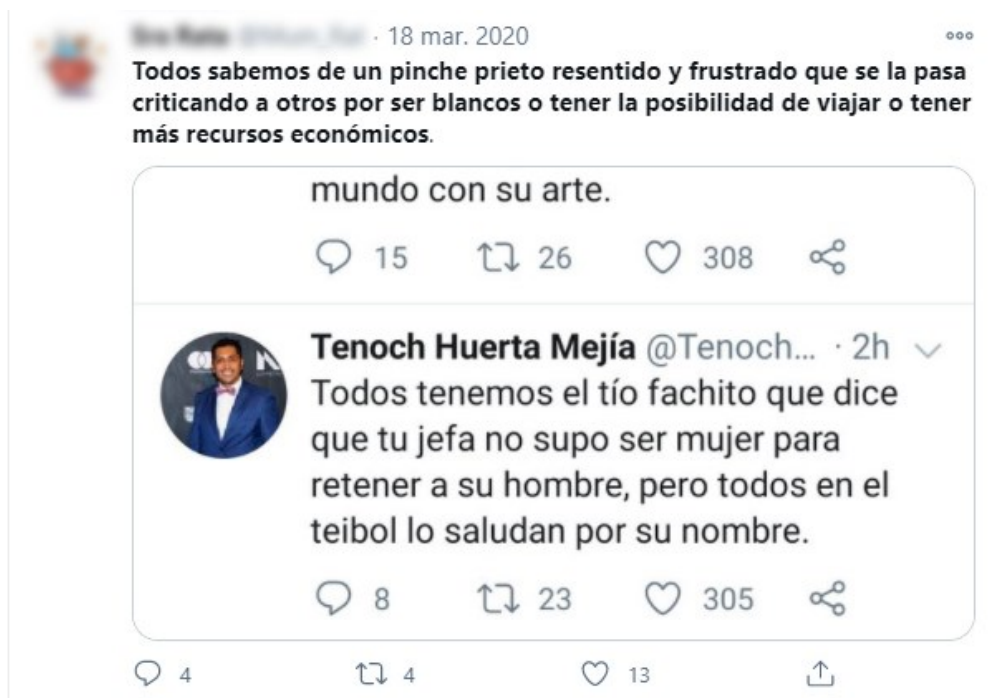 · 18 mar. 2020
Todos sabemos de un pinche prieto resentido y frustrado que se la pasa
criticando a otros por ser blancos o tener la posibilidad de viajar o tener
más recursos económicos.
mundo con su arte.
15 26 308
Tenoch Huerta Mejía @Tenoch... · 2h
Todos tenemos el tío fachito que dice
que tu jefa no supo ser mujer para
retener a su hombre, pero todos en el
teibol lo saludan por su nombre.
8 23 305
4 4 13